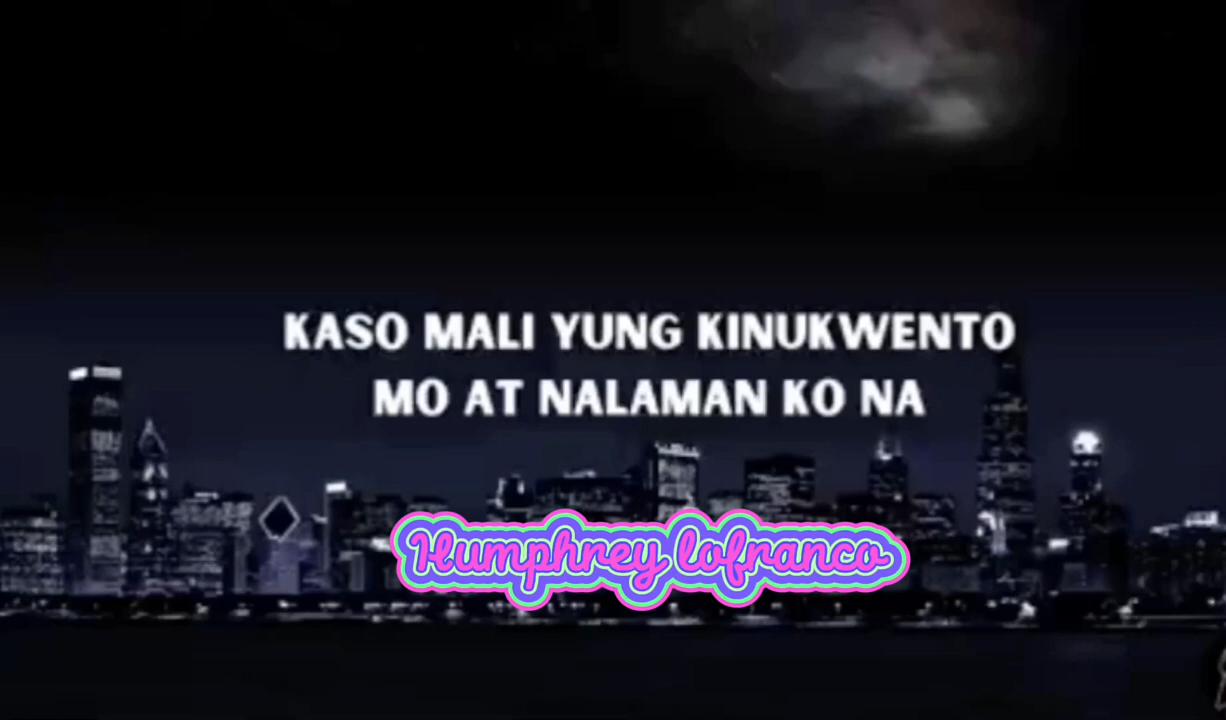 KASO MALI YUNG KINUKWENTO
MO AT NALAMAN KO NA
Humphrey lofranco